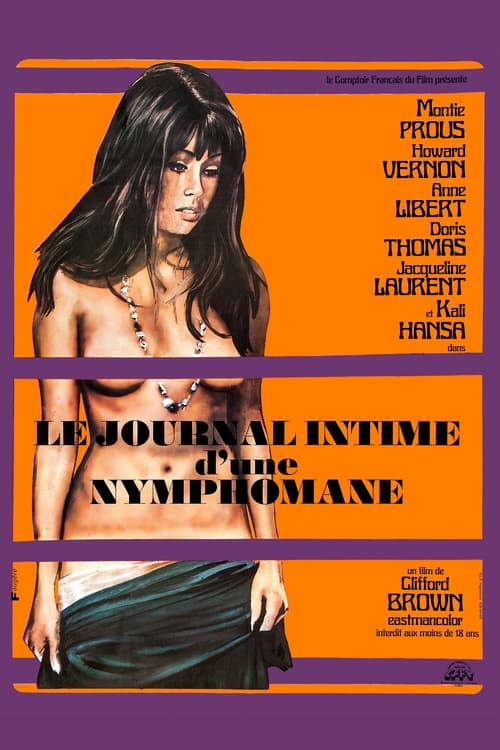 le Comptoir Français du Film présente
Montie
PROUS
Howard
VERNON
Anne
LIBERT
Doris
THOMAS
Jacqueline
LAURENT
et Kali
HANSA
dans
LE JOURNAL INTIME
d'une
NYMPHOMANE
un film de
Clifford
BROWN
eastmancolor
interdit aux moins de 18 ans